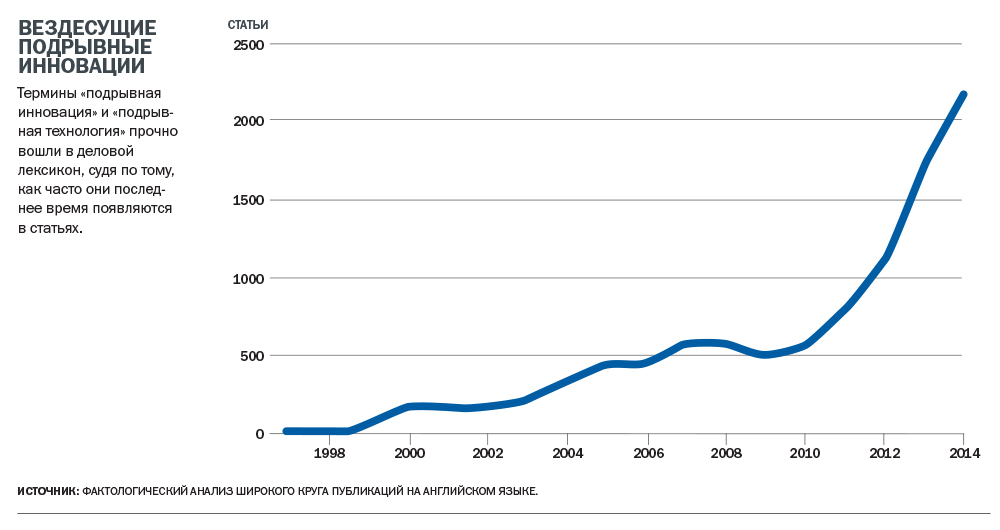 ВЕЗДЕСУЩИЕ
ПОДРЫВНЫЕ
ИННОВАЦИИ
Термины «подрывная
инновация» и «подрыв-
ная технология» прочно
вошли в деловой
лексикон, судя по тому,
как часто они послед-
нее время появляются
в статьях.
СТАТЬИ
2500
2000
1500
1000
500
0
1998 2000 2002 2004 2006 2008 2010 2012 2014
ИСТОЧНИК: ФАКТОЛОГИЧЕСКИЙ АНАЛИЗ ШИРОКОГО КРУГА ПУБЛИКАЦИЙ НА АНГЛИЙСКОМ ЯЗЫКЕ.